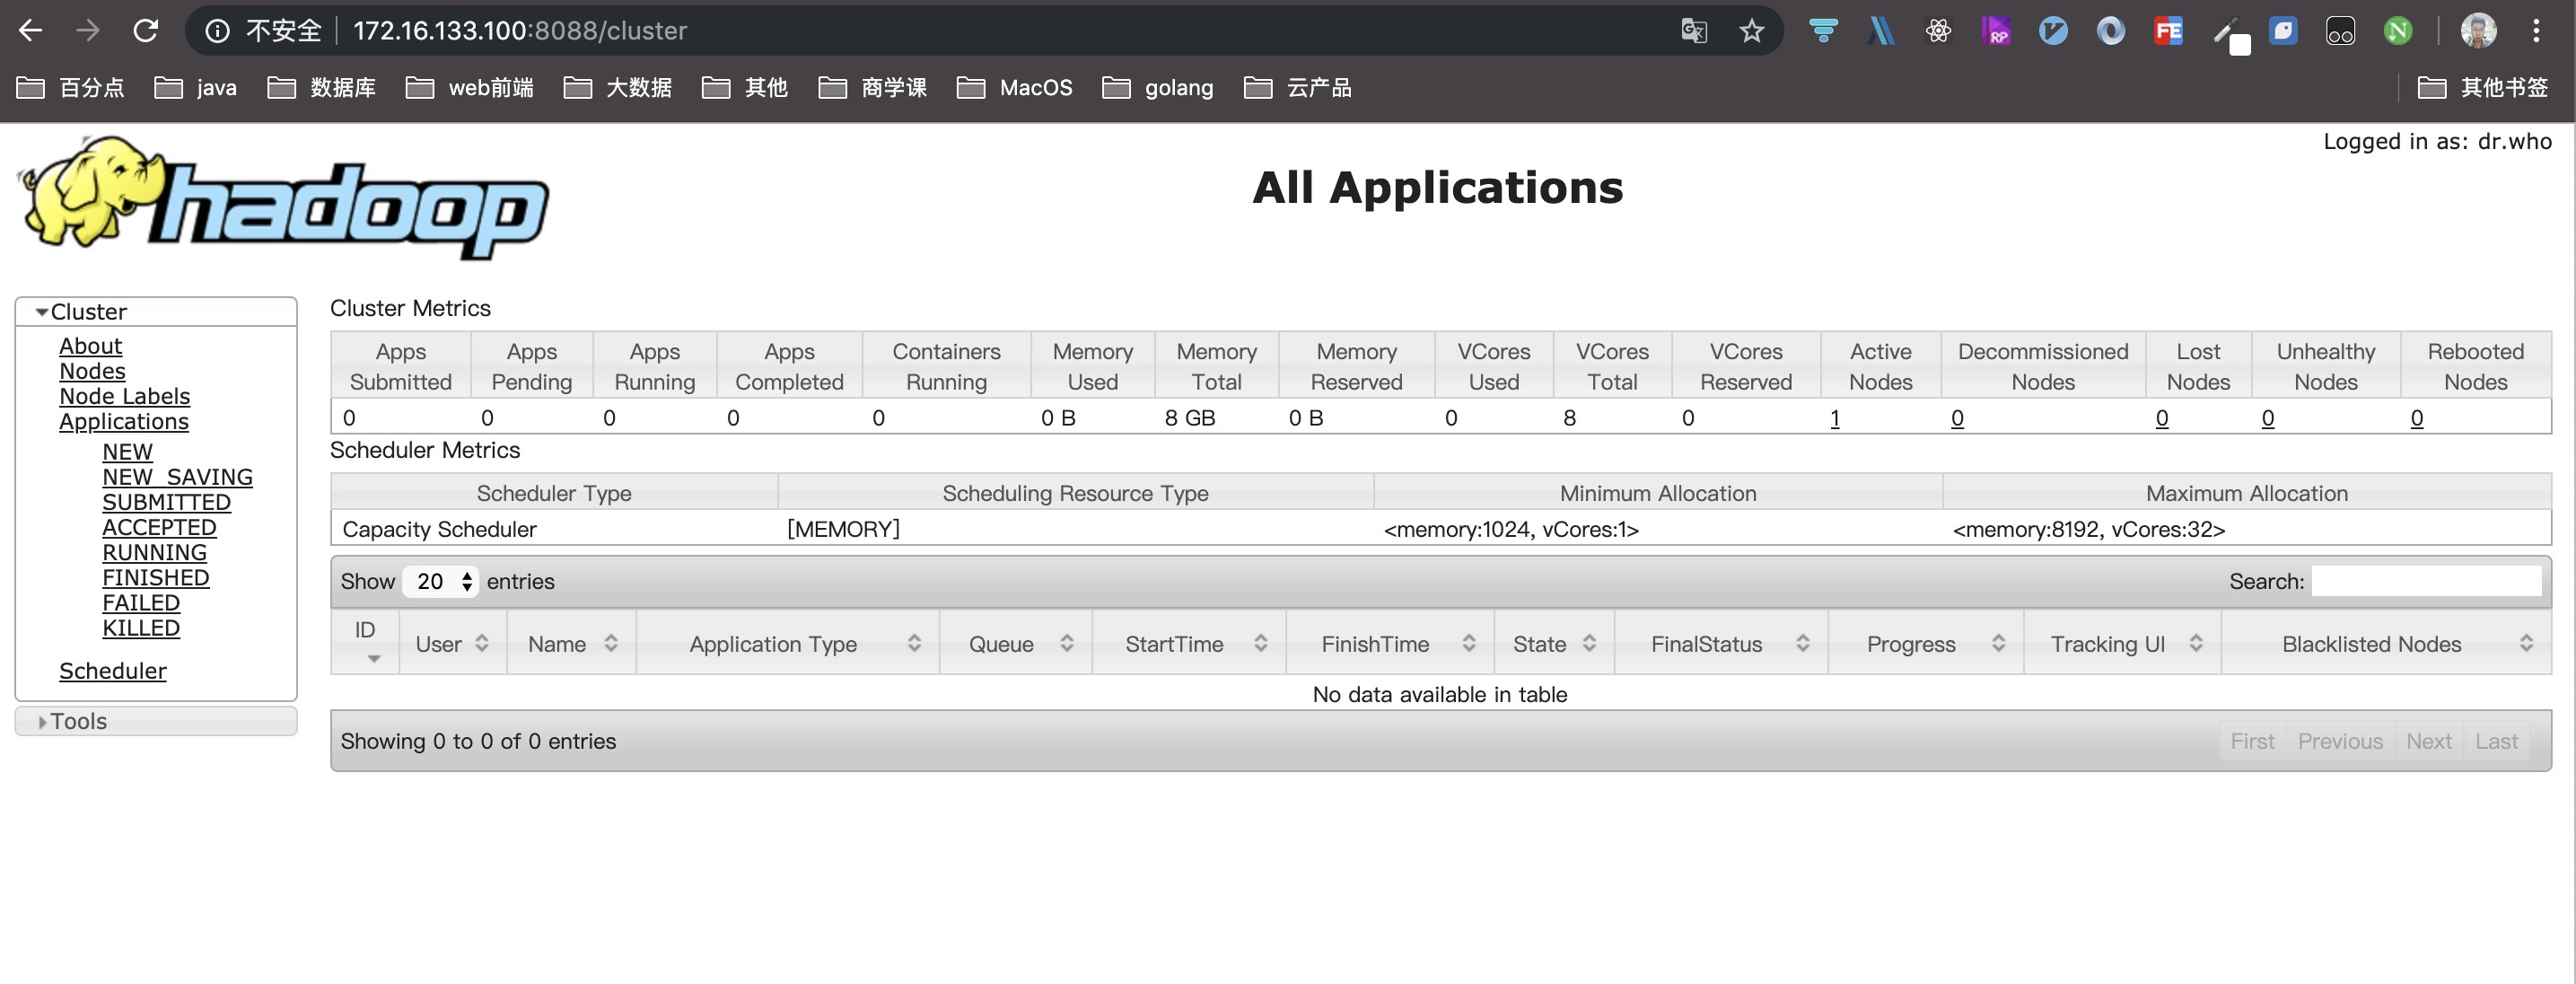 不安全 172.16.133.100:8088/cluster
百分点 java 数据库 web前端 大数据 其他 商学课 MacOS golang 云产品 其他书签
Logged in as: dr.who
hadoop
All Applications
Cluster
About
Nodes
Node Labels
Applications
NEW
NEW_SAVING
SUBMITTED
ACCEPTED
RUNNING
FINISHED
FAILED
KILLED
Scheduler
Tools
Cluster Metrics
Apps Submitted Apps Pending Apps Running Apps Completed Containers Running Memory Used Memory Total Memory Reserved VCores Used VCores Total VCores Reserved Active Nodes Decommissioned Nodes Lost Nodes Unhealthy Nodes Rebooted Nodes
0 0 0 0 0 0 B 8 GB 0 B 0 8 0 1 0 0 0 0
Scheduler Metrics
Scheduler Type Scheduling Resource Type Minimum Allocation Maximum Allocation
Capacity Scheduler [MEMORY] <memory:1024, vCores:1> <memory:8192, vCores:32>
Show 20 entries Search:
ID User Name Application Type Queue StartTime FinishTime State FinalStatus Progress Tracking UI Blacklisted Nodes
No data available in table
Showing 0 to 0 of 0 entries First Previous Next Last